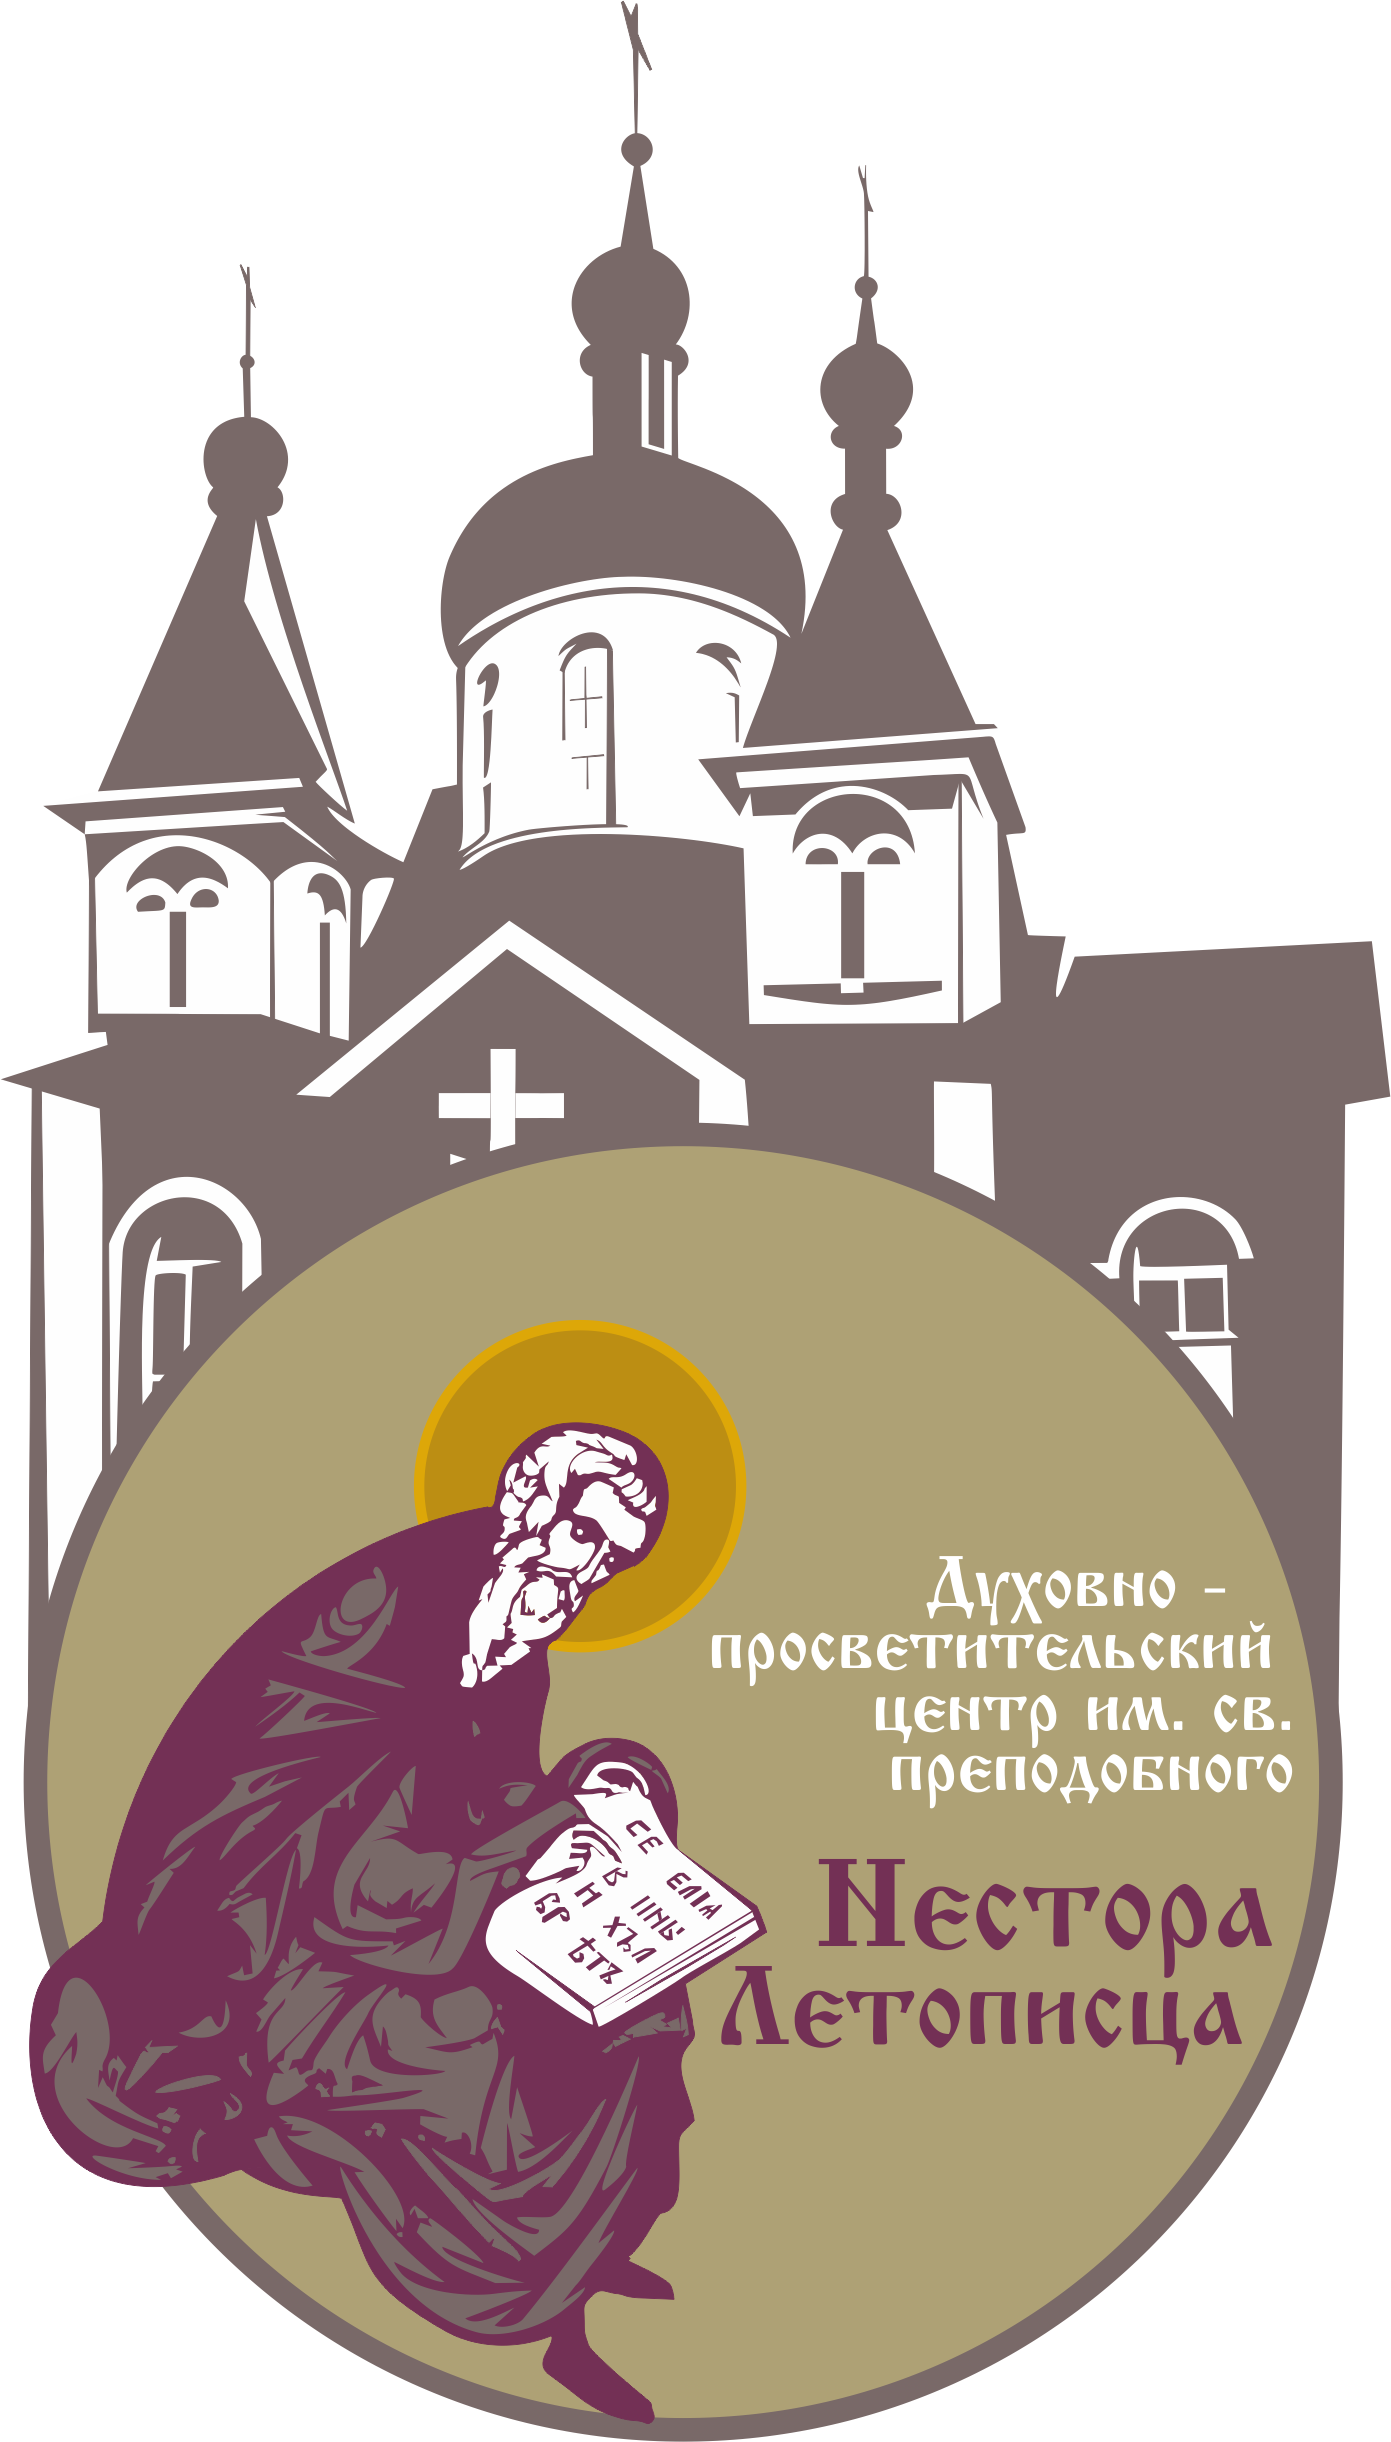 Духовно -
просветительский
центр им. св.
преподобного
Нестора
Летописца